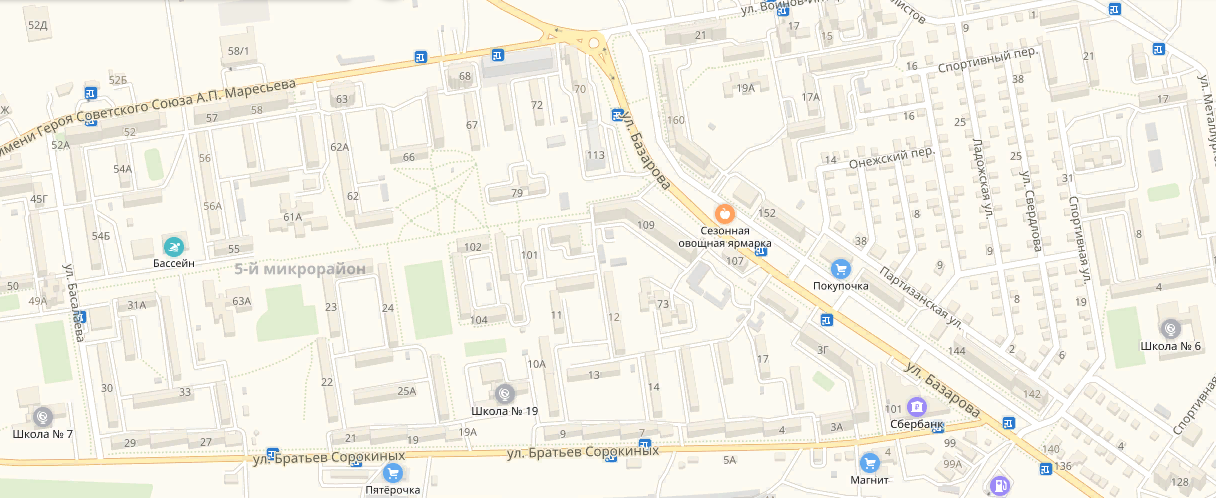 52Д
58/1
52Б
68
70
72
67
63
58
57
52
52А
имени Героя Советского Союза А.П. Маресьева
ул. Воинов-Ин
листов
21
17
15
9
1
16
Спортивный пер.
21
38
19А
17А
17
ул. Металлургов
ул. Базарова
160
16
25
14
Онежский пер.
25
31
Ладожская ул.
ул. Свердлова
Спортивная ул.
54А
56
62А
66
113
79
45Г
56А
62
61А
54Б
55
Бассейн
5-й микрорайон
102
101
109
107
Сезонная
овощная ярмарка
152
38
9
9
8
Покупочка
Партизанская ул.
50
49А
ул. Басалаева
31А
63А
23
24
104
11
12
73
4
8
6
2
Школа № 6
144
142
30
33
22
25А
10А
13
14
17
3Г
Школа № 19
Школа № 7
ул. Базарова
101
Сбербанк
29
27
21
19
19А
9
7
4
3А
ул. Братьев Сорокиных
ул. Братьев Сорокиных
5А
Пятёрочка
Магнит
99
99А
140
136
4
128
Спортивная